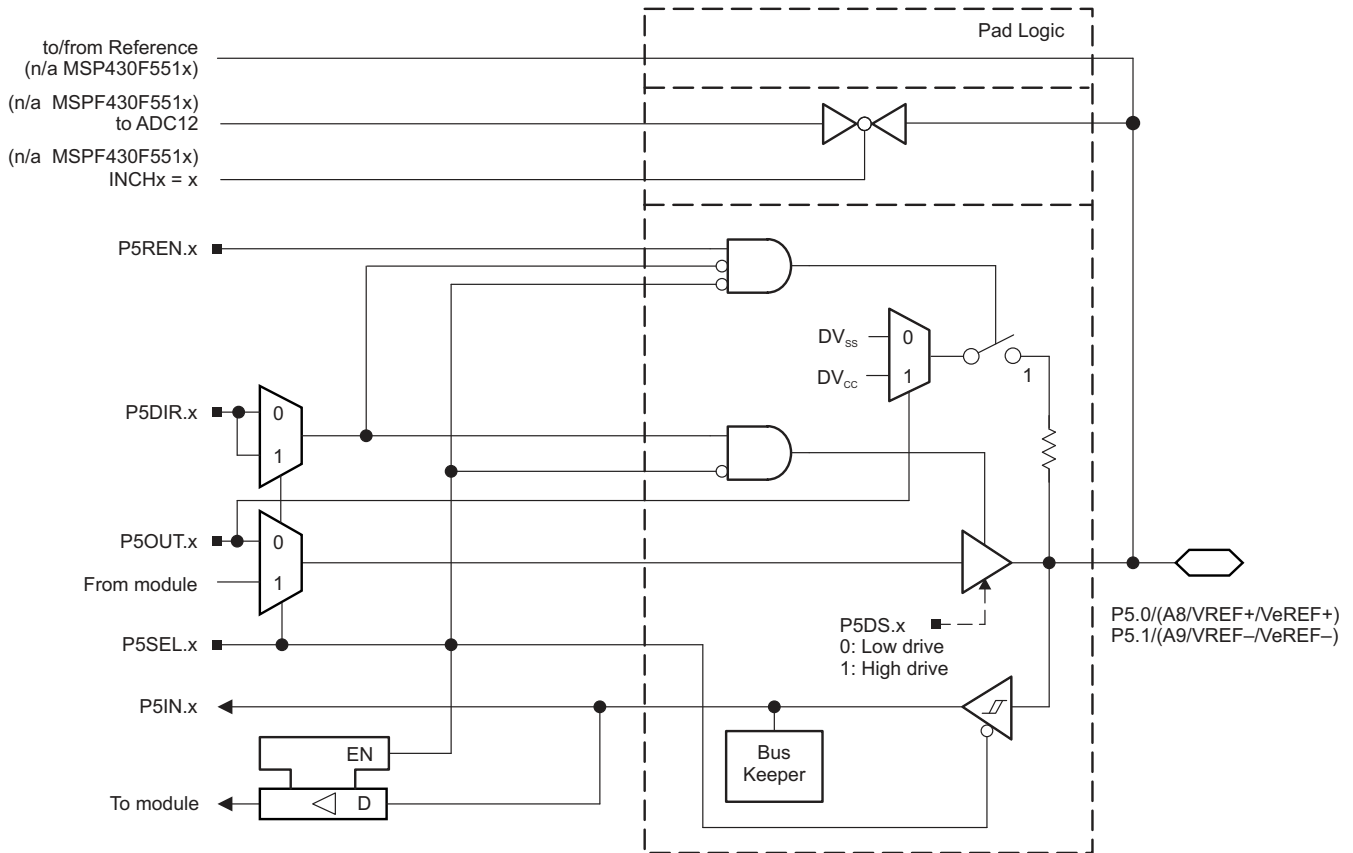 Pad Logic
to/from Reference
(n/a MSP430F551x)
(n/a MSPF430F551x)
to ADC12
(n/a MSPF430F551x)
INCHx = x
P5REN.x
DVSS
0
DVCC
1
1
P5DIR.x
0
1
P5OUT.x
0
From module
1
P5DS.x
0: Low drive
1: High drive
P5.0/(A8/VREF+/VeREF+)
P5.1/(A9/VREF–/VeREF–)
P5SEL.x
P5IN.x
EN
Bus
Keeper
To module
D